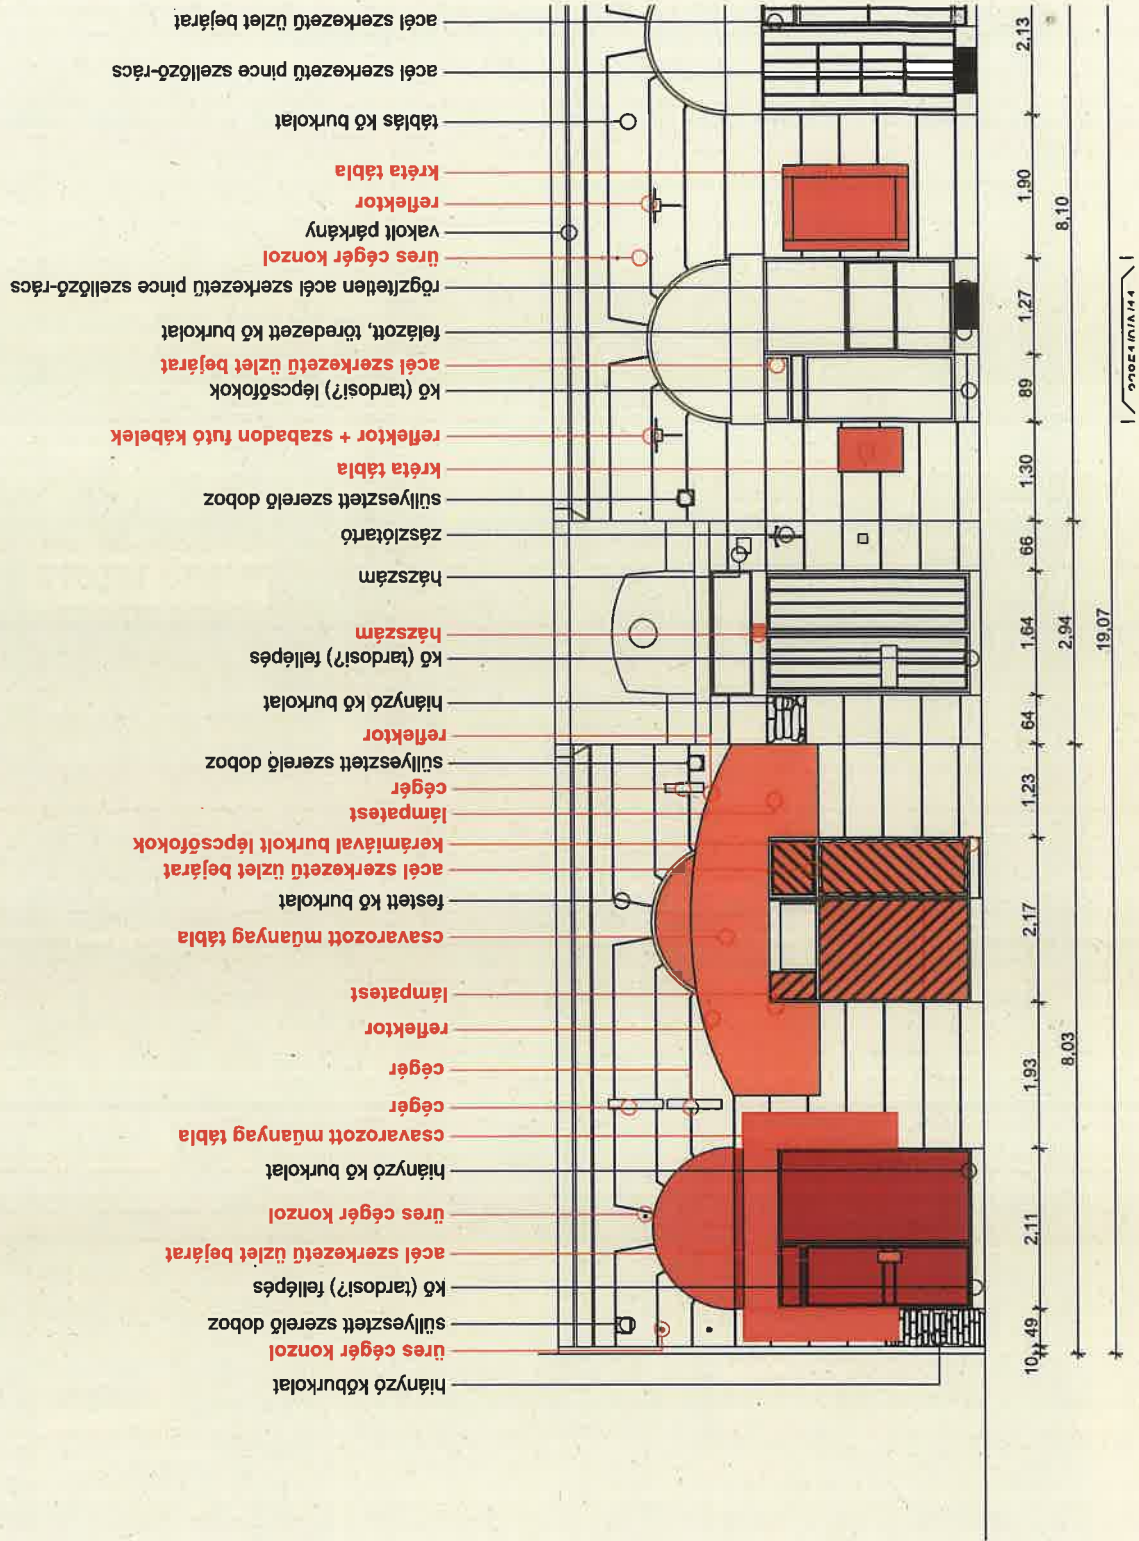 hiányzó kőburkolat
üres cégér konzol
süllyesztett szerelő doboz
kő (tardosi?) fellépés
acél szerkezetű üzlet bejárat
üres cégér konzol
hiányzó kő burkolat
csavarozott műanyag tábla
cégér
cégér
reflektor
lámpatest
csavarozott műanyag tábla
festett kő burkolat
acél szerkezetű üzlet bejárat
kerámiával burkolt lépcsőfokok
lámpatest
cégér
süllyesztett szerelő doboz
reflektor
hiányzó kő burkolat
kő (tardosi?) fellépés
házszám
házszám
zászlótartó
süllyesztett szerelő doboz
kréta tábla
reflektor + szabadon futó kábelek
kő (tardosi?) lépcsőfokok
acél szerkezetű üzlet bejárat
felázott, töredezett kő burkolat
rögzítetlen acél szerkezetű pince szellőző-rács
üres cégér konzol
vakolt párkány
reflektor
kréta tábla
táblás kő burkolat
acél szerkezetű pince szellőző-rács
acél szerkezetű üzlet bejárat
10 49 2,11 1,93 2,17 1,23 64 1,64 66 1,30 89 1,27 1,90 2,13
8,03 2,94 8,10
19,07